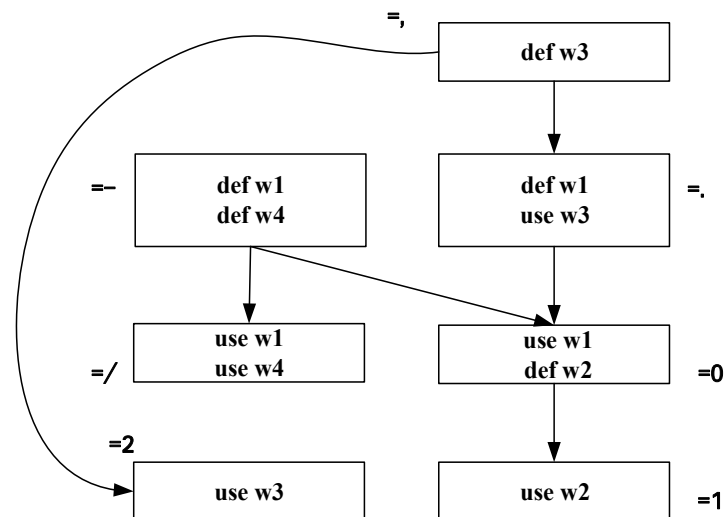 =,
def w3
=-
def w1
def w4
def w1
use w3
=.
use w1
use w4
=/
use w1
def w2
=0
=2
use w3
use w2
=1